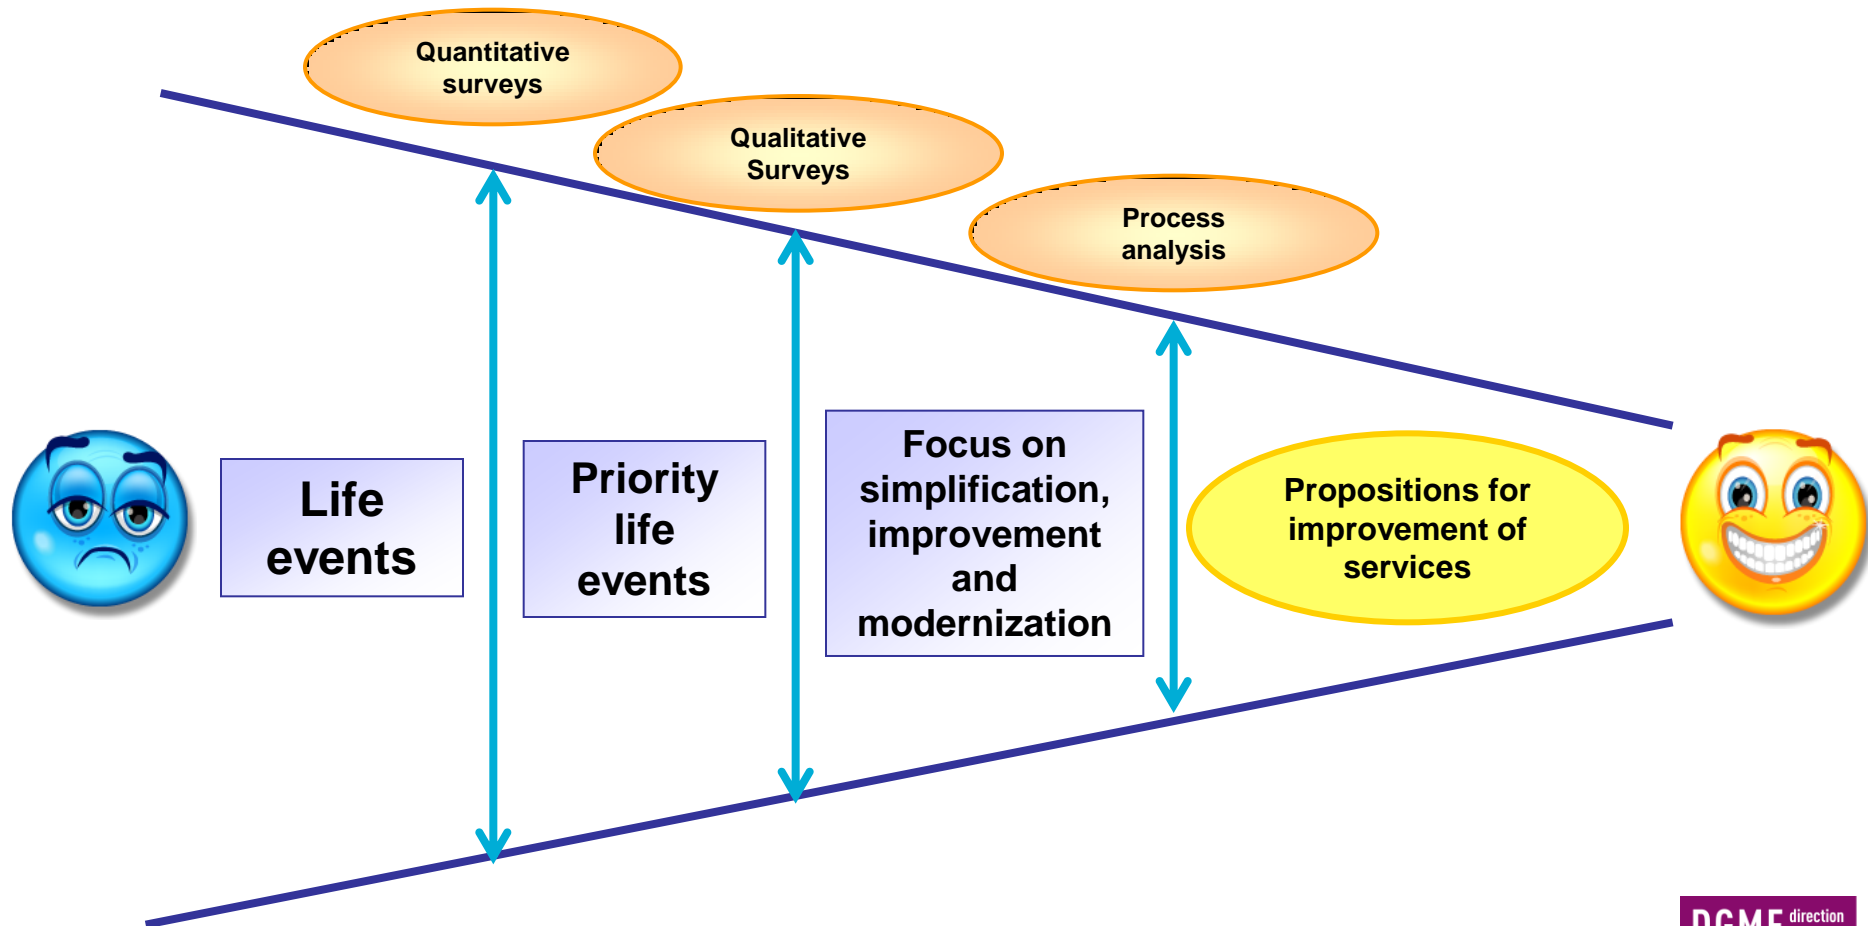 Quantitative
surveys
Qualitative
Surveys
Process
analysis
Life
events
Priority
life
events
Focus on
simplification,
improvement
and
modernization
Propositions for
improvement of
services
DGME direction